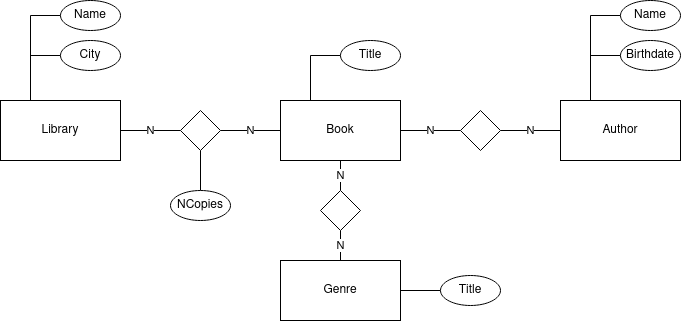 Name
Name
City
Title
Birthdate
Library
N
N
Book
N
N
Author
N
NCopies
N
Genre
Title